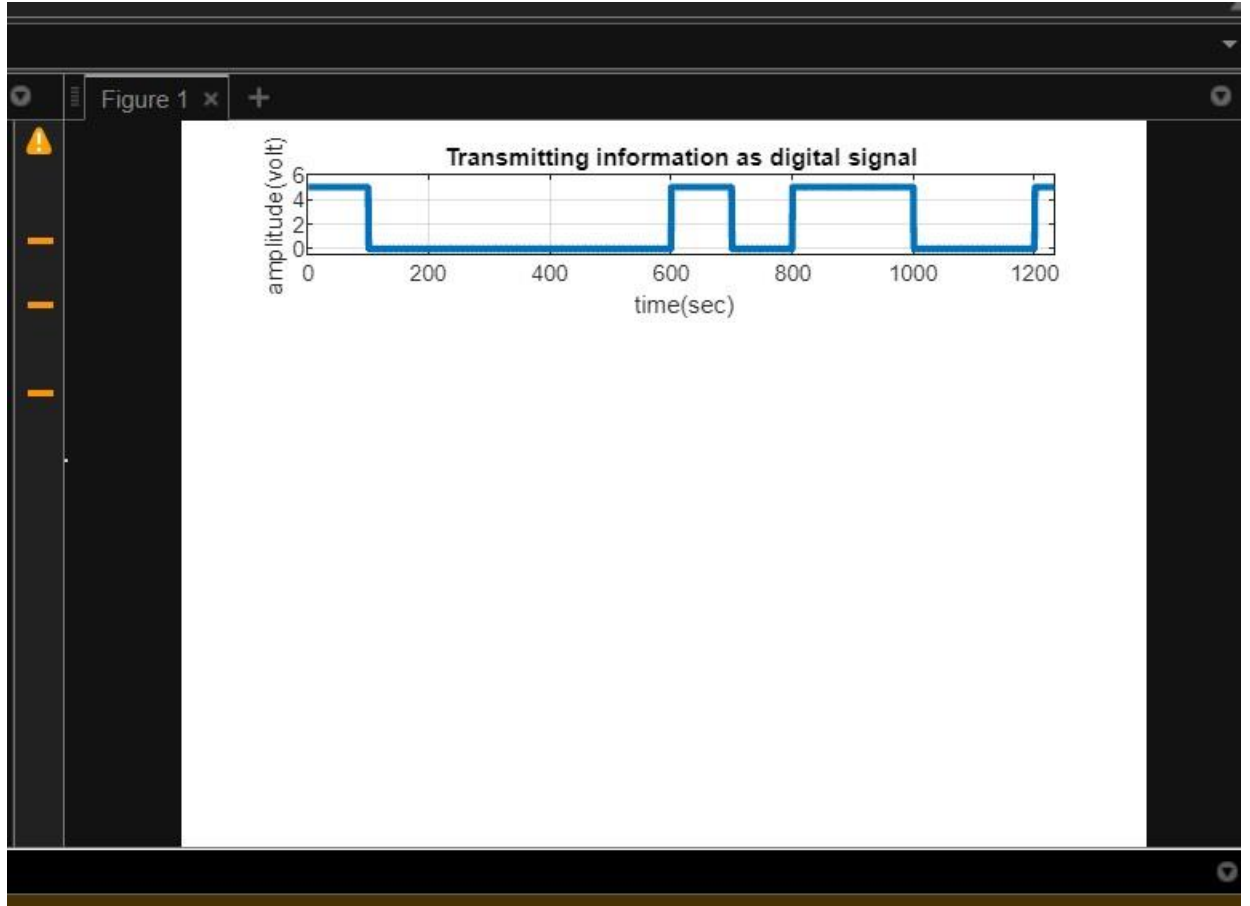 Figure 1 × +
Transmitting information as digital signal
amplitude(volt)
6
4
2
0
0 200 400 600 800 1000 1200
time(sec)